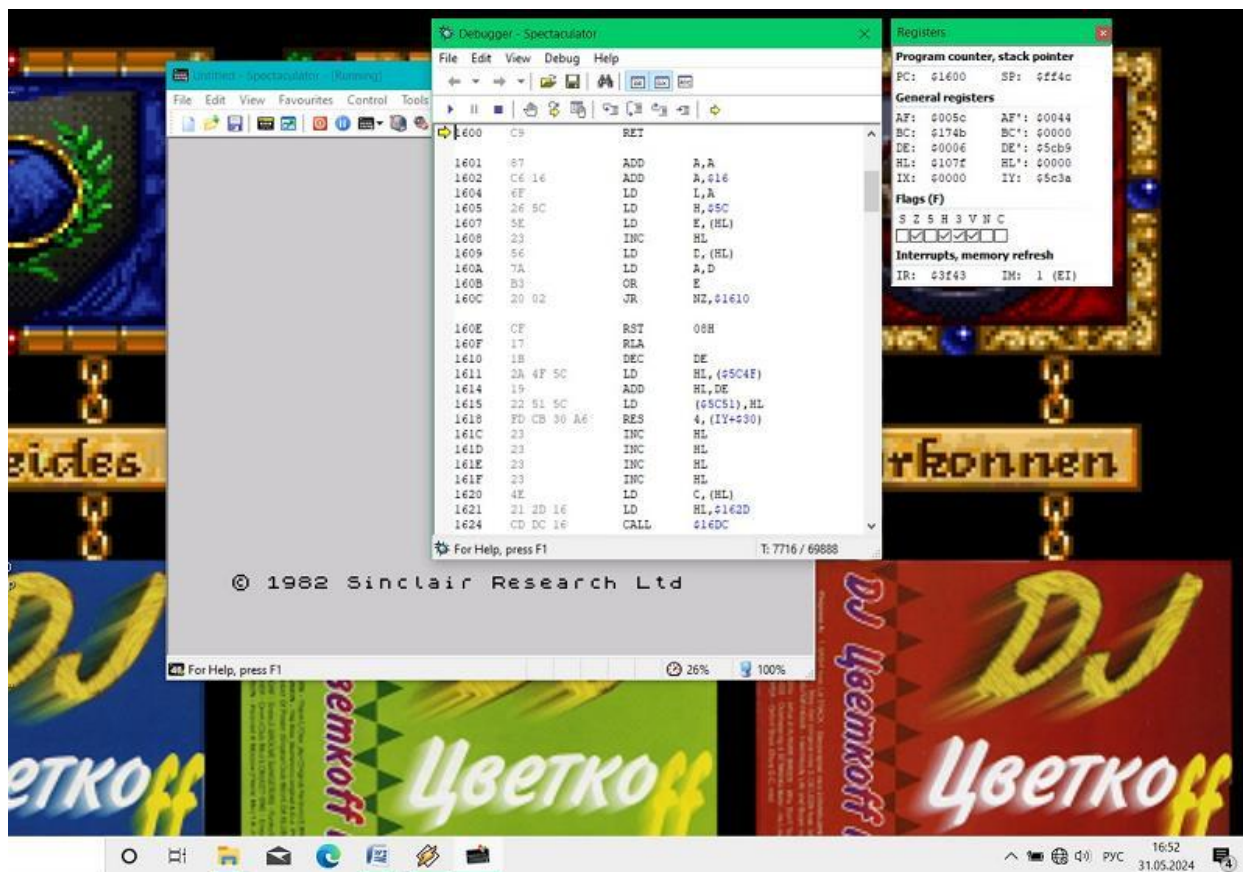 Debugger - Spectaculator
File Edit View Debug Help
1600 C9 RET
1601 87 ADD A,A
1602 C6 16 ADD A,$16
1604 6F LD L,A
1605 26 5C LD H,$5C
1607 5E LD E,(HL)
1608 23 INC HL
1609 56 LD D,(HL)
160A 7A LD A,D
160B B3 OR E
160C 20 02 JR NZ,$1610
160E CF RST 08H
160F 17 RLA
1610 1B DEC DE
1611 2A 4F 5C LD HL,($5C4F)
1614 19 ADD HL,DE
1615 22 51 5C LD ($5C51),HL
1618 FD CB 30 A6 RES 4,(IY+$30)
161C 23 INC HL
161D 23 INC HL
161E 23 INC HL
161F 23 INC HL
1620 4E LD C,(HL)
1621 21 2D 16 LD HL,$162D
1624 CD DC 16 CALL $16DC
For Help, press F1 T: 7716 / 69888
Registers
Program counter, stack pointer
PC: $1600 SP: $ff4c
General registers
AF: $005c AF': $0044
BC: $174b BC': $0000
DE: $0006 DE': $5cb9
HL: $107f HL': $0000
IX: $0000 IY: $5c3a
Flags (F)
S Z 5 H 3 V N C
Interrupts, memory refresh
IR: $3f43 IM: 1 (EI)
Untitled - Spectaculator - [Running]
File Edit View Favourites Control Tools
© 1982 Sinclair Research Ltd
For Help, press F1 26% 100%
eides
rkonnen
DJ
DJ Цветкоff
DJ
еткоff
Цветкоff
Цветкоff
РУС
16:52
31.05.2024
4